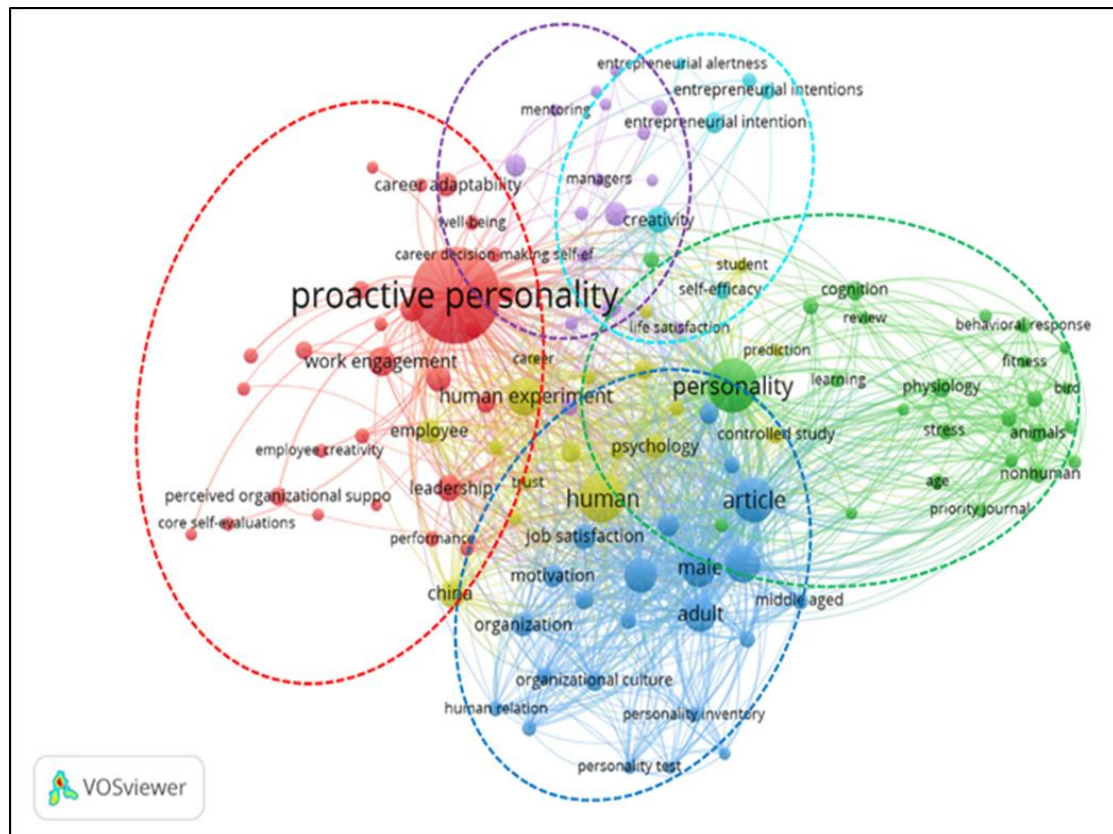 entrepreneurial alertness
entrepreneurial intentions
mentoring
entrepreneurial intention
career adaptability
managers
well-being
creativity
career decision-making self-ef
student
proactive personality
self-efficacy
cognition
review
life satisfaction
behavioral response
work engagement
career
prediction
fitness
human experiment
personality
learning
physiology
bird
employee
controlled study
stress
animals
employee creativity
psychology
nonhuman
leadership
trust
age
perceived organizational suppo
human
article
priority journal
core self-evaluations
performance
job satisfaction
motivation
male
china
middle aged
organization
adult
organizational culture
human relation
personality inventory
personality test
VOSviewer